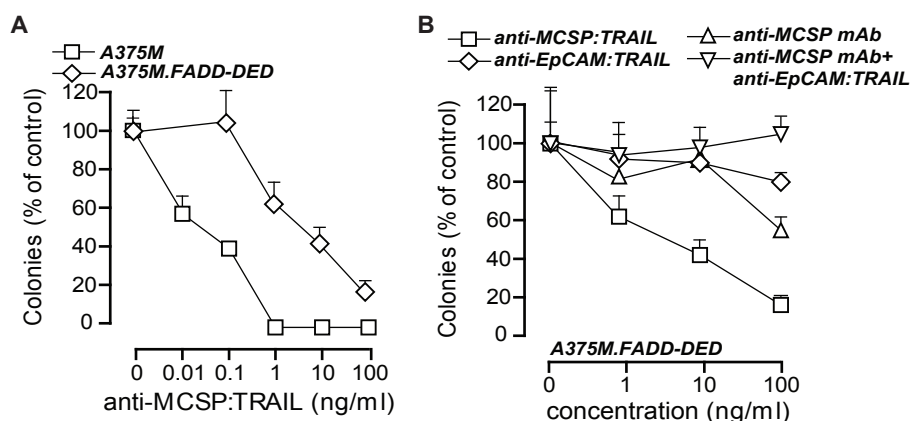 A
A375M
A375M.FADD-DED
120
100
80
60
40
20
0
Colonies (% of control)
0 0.01 0.1 1 10 100
anti-MCSP:TRAIL (ng/ml)
B
anti-MCSP:TRAIL
anti-EpCAM:TRAIL
anti-MCSP mAb
anti-MCSP mAb+
anti-EpCAM:TRAIL
120
100
80
60
40
20
0
Colonies (% of control)
A375M.FADD-DED
0 1 10 100
concentration (ng/ml)